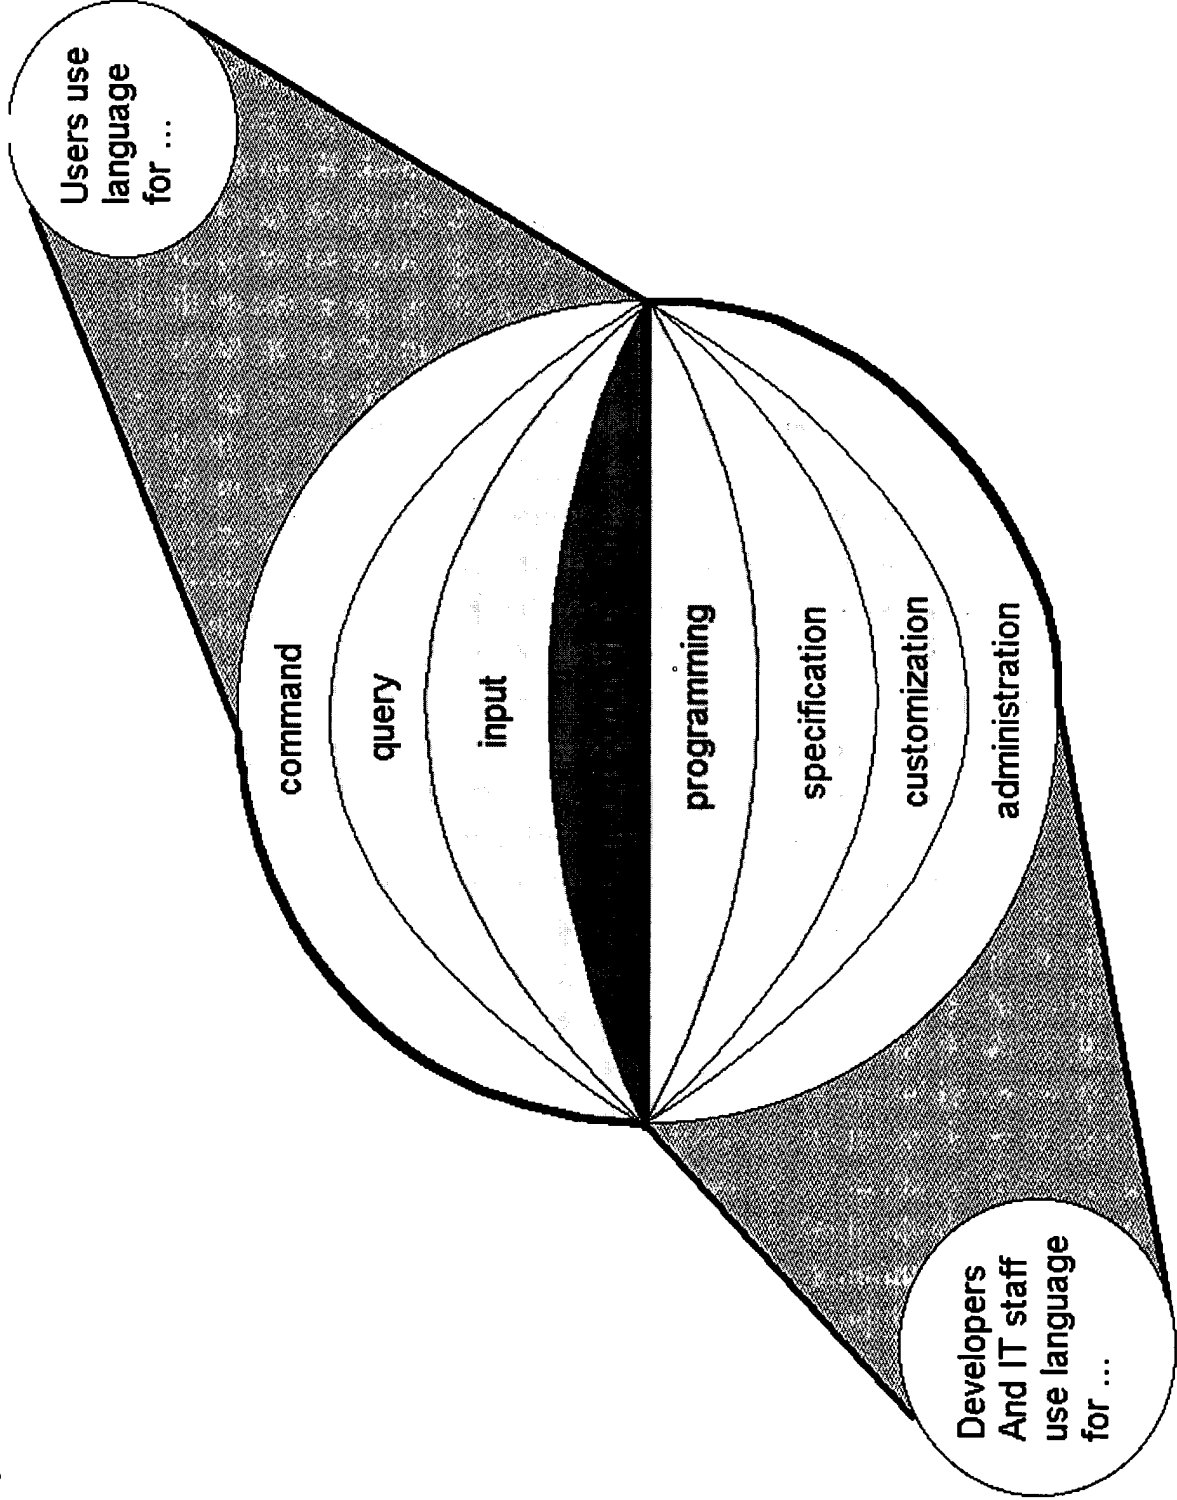 Users use
language
for ...
command
query
input
programming
specification
customization
administration
Developers
And IT staff
use language
for ...